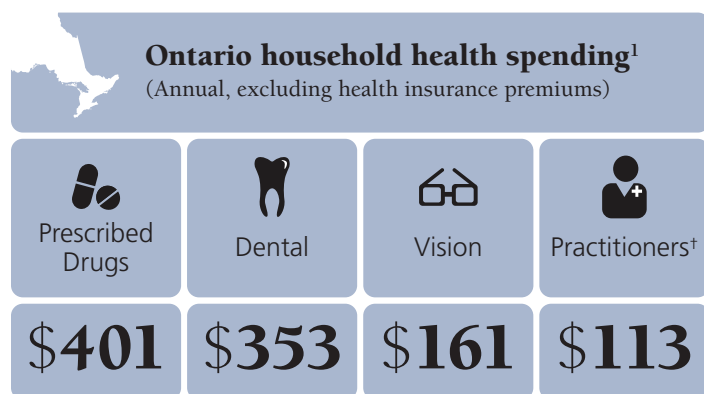 Ontario household health spending¹
(Annual, excluding health insurance premiums)
Prescribed
Drugs
Dental
Vision
Practitioners†
$401
$353
$161
$113